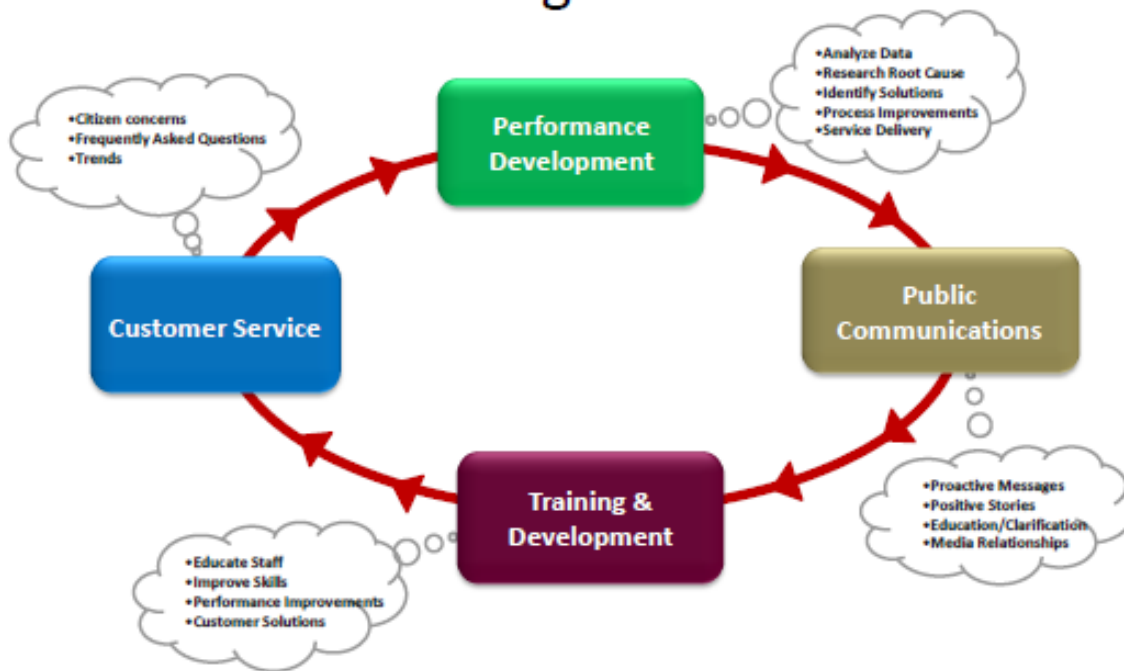 •Analyze Data
•Research Root Cause
•Identify Solutions
•Process Improvements
•Service Delivery
•Citizen concerns
•Frequently Asked Questions
•Trends
Performance
Development
Customer Service
Public
Communications
Training &
Development
•Proactive Messages
•Positive Stories
•Education/Clarification
•Media Relationships
•Educate Staff
•Improve Skills
•Performance Improvements
•Customer Solutions